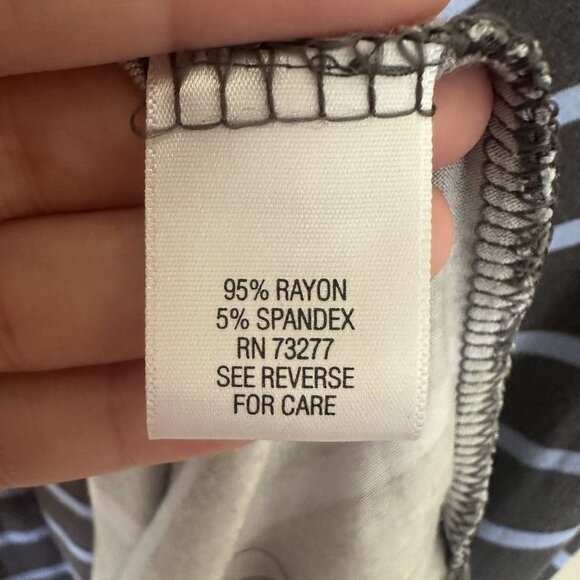 95% RAYON
5% SPANDEX
RN 73277
SEE REVERSE
FOR CARE